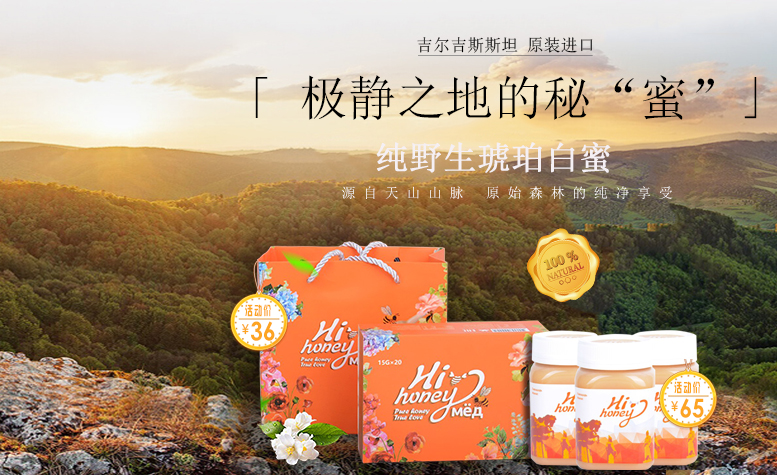 吉尔吉斯斯坦 原装进口
「 极静之地的秘“蜜”」
纯野生琥珀白蜜
源自天山山脉 原始森林的纯净享受
100%
NATURAL
活动价
¥36
Hi
honey
Pure honey
True love
мёд
15G×20
Hi
honey
Pure honey
True love
мёд
Hi
honey
活动价
¥65